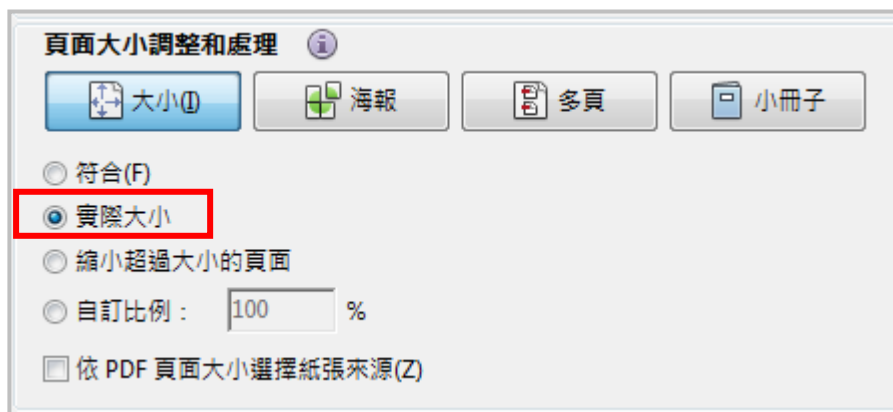 頁面大小調整和處理
大小(I) 海報 多頁 小冊子
符合(F)
實際大小
縮小超過大小的頁面
自訂比例： 100 %
依 PDF 頁面大小選擇紙張來源(Z)